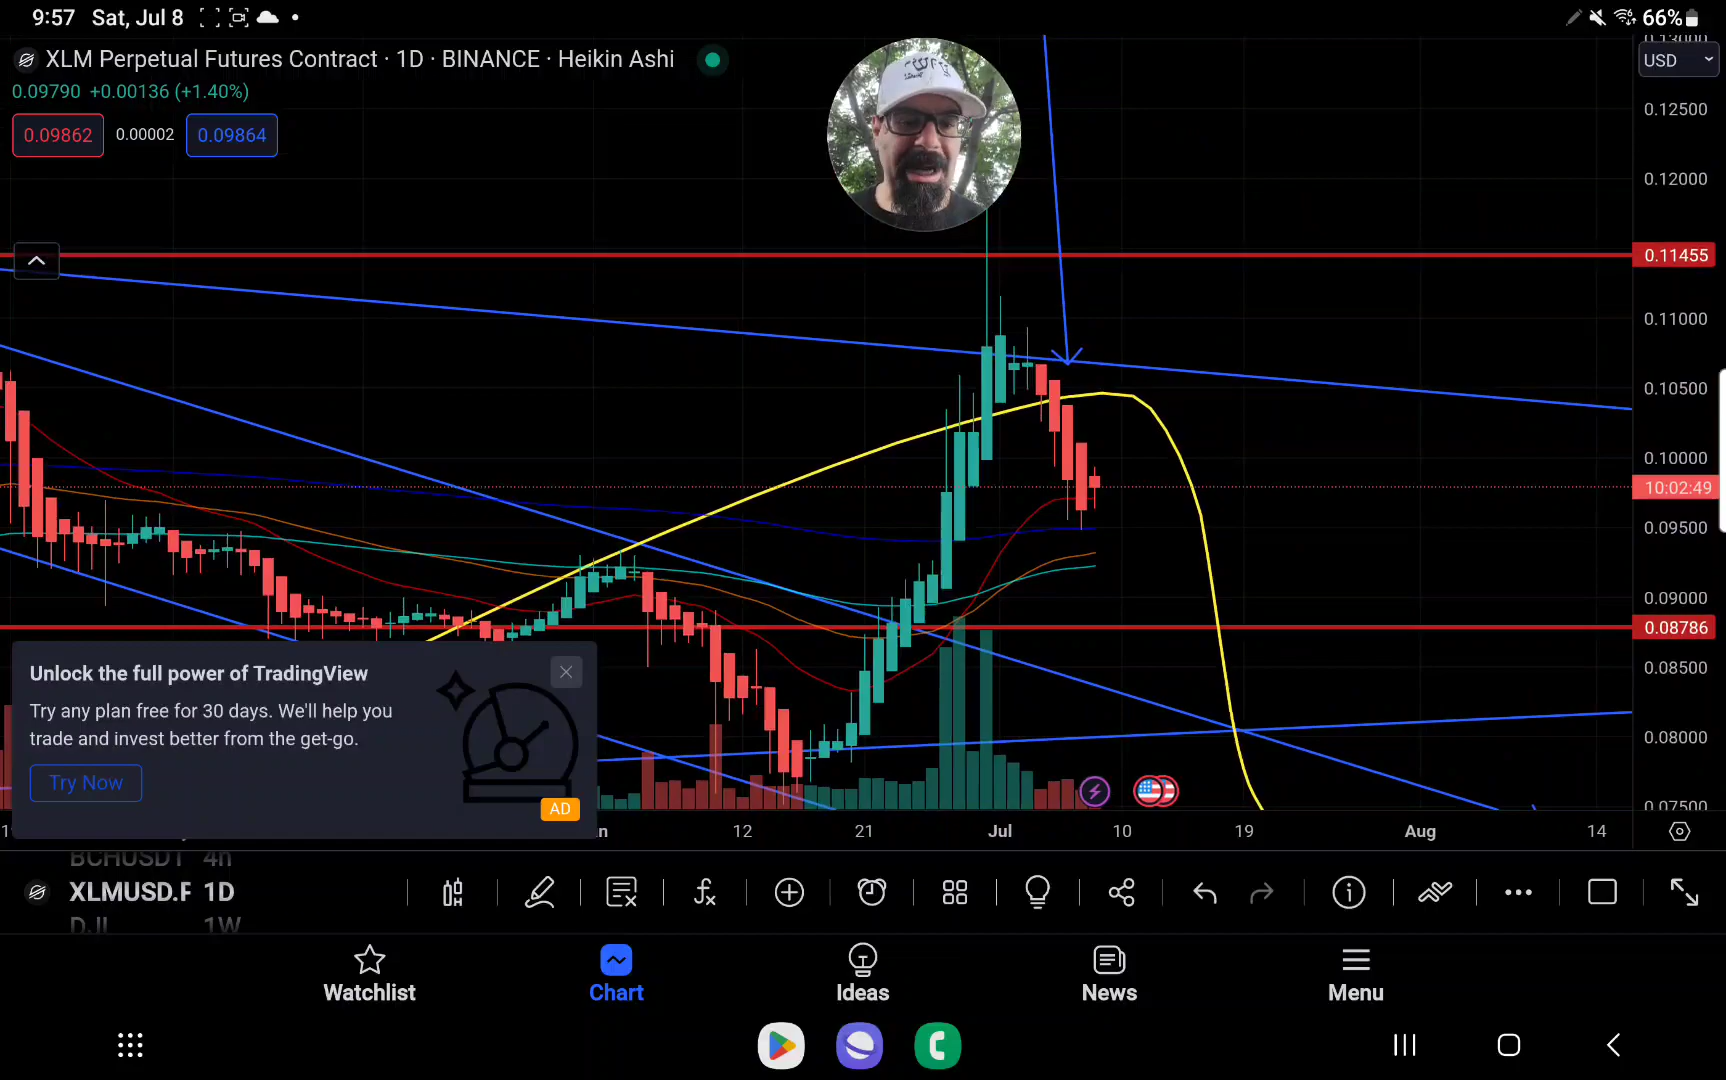 9:57 Sat, Jul 8
66%
XLM Perpetual Futures Contract · 1D · BINANCE · Heikin Ashi
0.09790 +0.00136 (+1.40%)
0.09862 0.00002 0.09864
0.13000
USD
0.12500
0.12000
0.11455
0.11000
0.10500
0.10000
10:02:49
0.09500
0.09000
0.08786
0.08500
0.08000
0.07500
Unlock the full power of TradingView
Try any plan free for 30 days. We'll help you
trade and invest better from the get-go.
Try Now
AD
12 21 Jul 10 19 Aug 14
BCHUSDT 4h
XLMUSD.P 1D
DJI 1W
Watchlist Chart Ideas News Menu